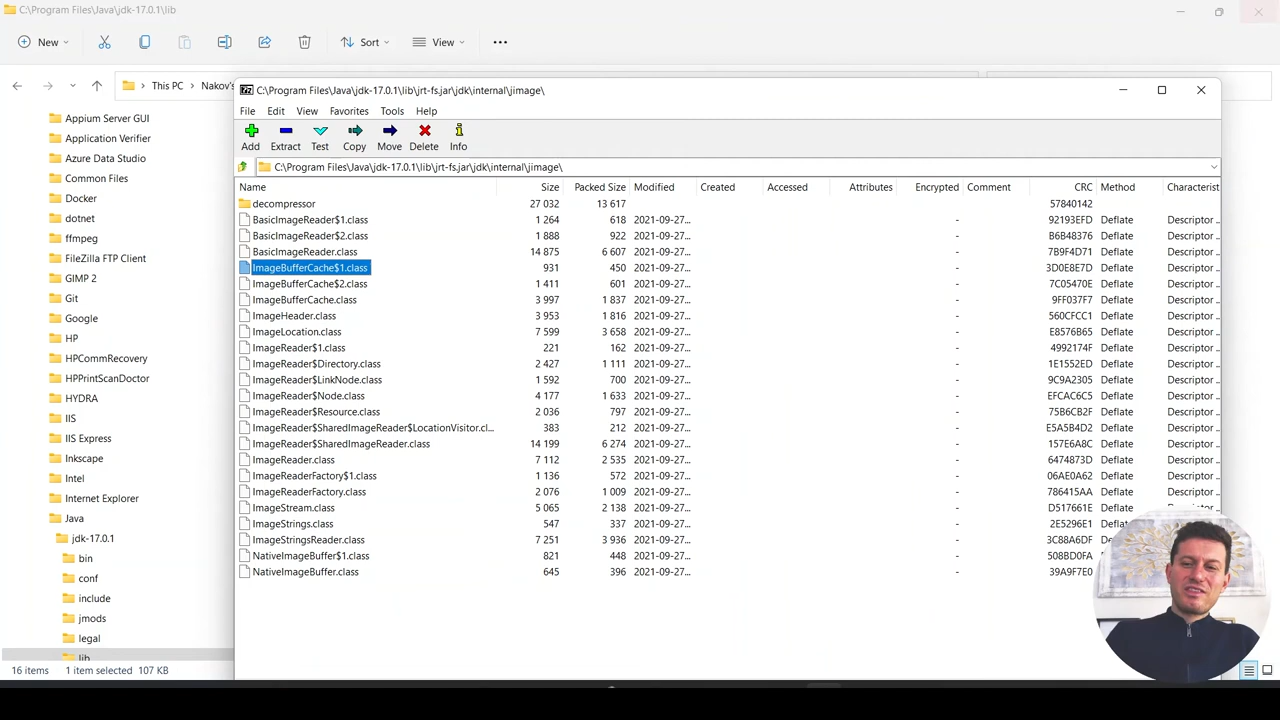 C:\Program Files\Java\jdk-17.0.1\lib
New
Sort
View
This PC
Nakov's
C:\Program Files\Java\jdk-17.0.1\lib\jrt-fs.jar\jdk\internal\jimage\
File Edit View Favorites Tools Help
Add Extract Test Copy Move Delete Info
C:\Program Files\Java\jdk-17.0.1\lib\jrt-fs.jar\jdk\internal\jimage\
Name Size Packed Size Modified Created Accessed Attributes Encrypted Comment CRC Method Characterist
decompressor 27 032 13 617 57840142
BasicImageReader$1.class 1 264 618 2021-09-27... - 92193EFD Deflate Descriptor ..
BasicImageReader$2.class 1 888 922 2021-09-27... - B6B48376 Deflate Descriptor ..
BasicImageReader.class 14 875 6 607 2021-09-27... - 7B9F4D71 Deflate Descriptor ..
ImageBufferCache$1.class 931 450 2021-09-27... - 3D0E8E7D Deflate Descriptor ..
ImageBufferCache$2.class 1 411 601 2021-09-27... - 7C05470E Deflate Descriptor ..
ImageBufferCache.class 3 997 1 837 2021-09-27... - 9FF037F7 Deflate Descriptor ..
ImageHeader.class 3 953 1 816 2021-09-27... - 560CFCC1 Deflate Descriptor ..
ImageLocation.class 7 599 3 658 2021-09-27... - E8576B65 Deflate Descriptor ..
ImageReader$1.class 221 162 2021-09-27... - 4992174F Deflate Descriptor ..
ImageReader$Directory.class 2 427 1 111 2021-09-27... - 1E1552ED Deflate Descriptor ..
ImageReader$LinkNode.class 1 592 700 2021-09-27... - 9C9A2305 Deflate Descriptor ..
ImageReader$Node.class 4 177 1 633 2021-09-27... - EFCAC6C5 Deflate Descriptor ..
ImageReader$Resource.class 2 036 797 2021-09-27... - 75B6CB2F Deflate Descriptor ..
ImageReader$SharedImageReader$LocationVisitor.cl... 383 212 2021-09-27... - E5A5B4D2 Deflate Descriptor ..
ImageReader$SharedImageReader.class 14 199 6 274 2021-09-27... - 157E6A8C Deflate Descriptor ..
ImageReader.class 7 112 2 535 2021-09-27... - 6474873D Deflate Descriptor ..
ImageReaderFactory$1.class 1 136 572 2021-09-27... - 06AE0A62 Deflate Descriptor ..
ImageReaderFactory.class 2 076 1 009 2021-09-27... - 786415AA Deflate Descriptor ..
ImageStream.class 5 065 2 138 2021-09-27... - D517661E Deflate
ImageStrings.class 547 337 2021-09-27... - 2E5296E1
ImageStringsReader.class 7 251 3 936 2021-09-27... - 3C88A6DF
NativeImageBuffer$1.class 821 448 2021-09-27... - 508BD0FA
NativeImageBuffer.class 645 396 2021-09-27... - 39A9F7E0
Appium Server GUI
Application Verifier
Azure Data Studio
Common Files
Docker
dotnet
ffmpeg
FileZilla FTP Client
GIMP 2
Git
Google
HP
HPCommRecovery
HPPrintScanDoctor
HYDRA
IIS
IIS Express
Inkscape
Intel
Internet Explorer
Java
jdk-17.0.1
bin
conf
include
jmods
legal
lib
16 items 1 item selected 107 KB